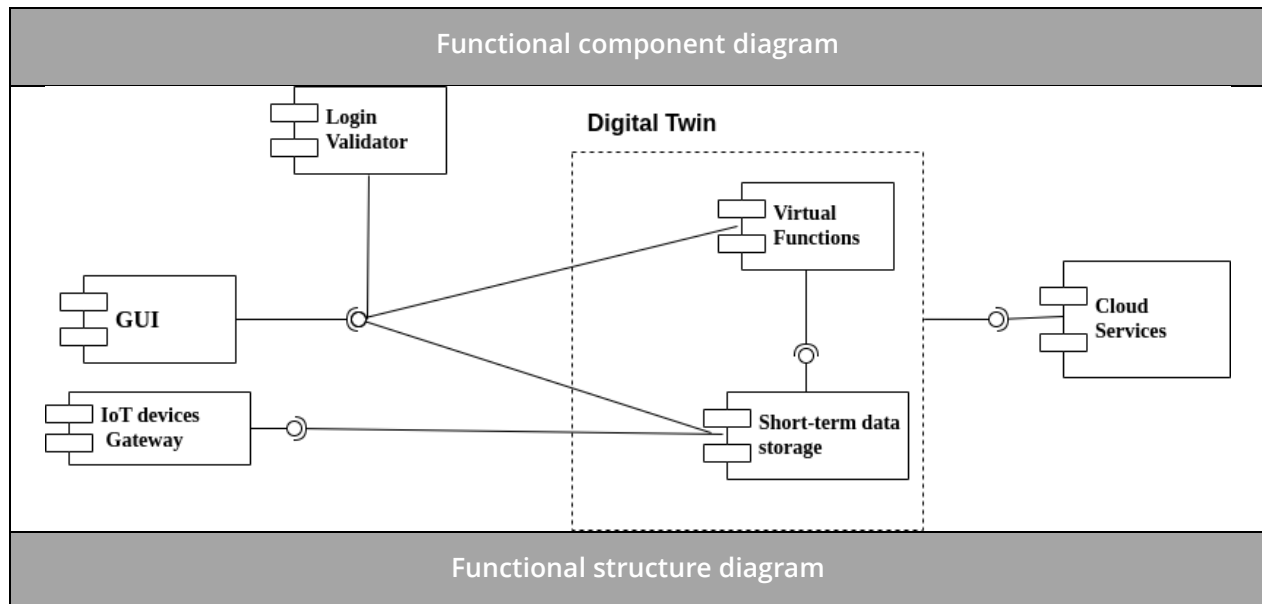 Functional component diagram
Login
Validator
Digital Twin
Virtual
Functions
GUI
Cloud
Services
IoT devices
Gateway
Short-term data
storage
Functional structure diagram